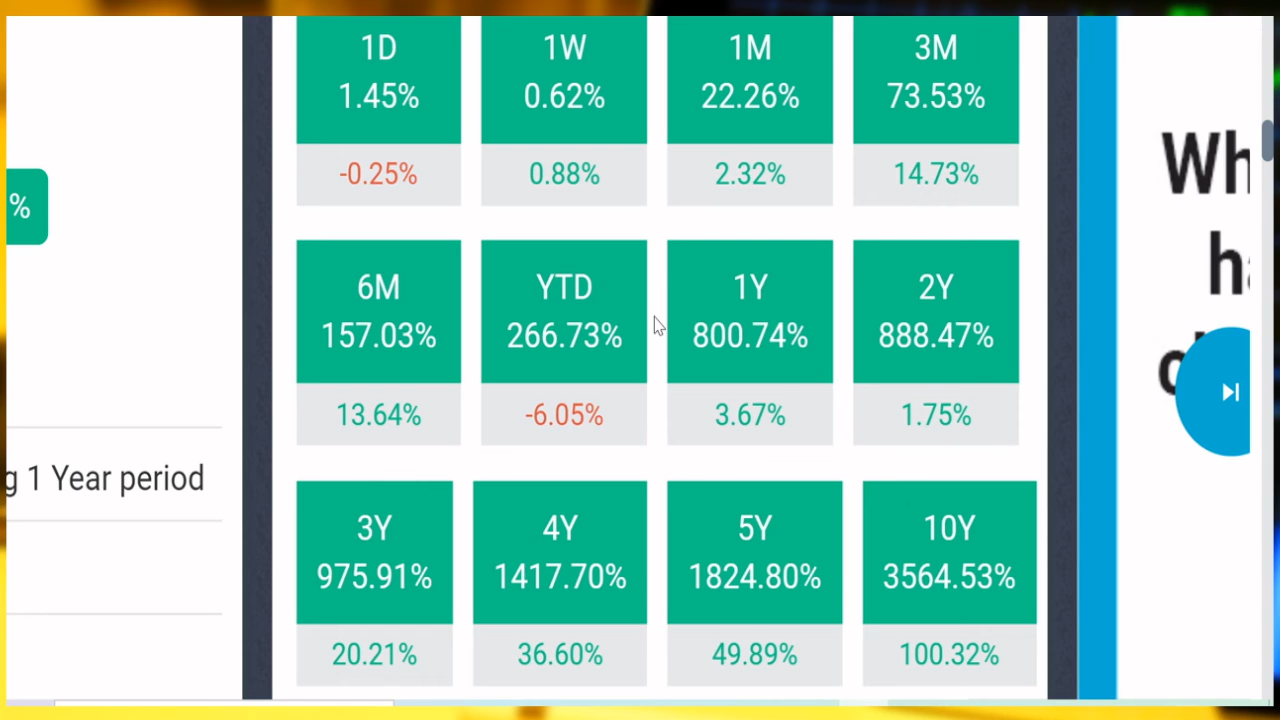 1D 1W 1M 3M
1.45% 0.62% 22.26% 73.53%
-0.25% 0.88% 2.32% 14.73%
%
6M YTD 1Y 2Y
157.03% 266.73% 800.74% 888.47%
13.64% -6.05% 3.67% 1.75%
g 1 Year period
3Y 4Y 5Y 10Y
975.91% 1417.70% 1824.80% 3564.53%
20.21% 36.60% 49.89% 100.32%
Wh
ha